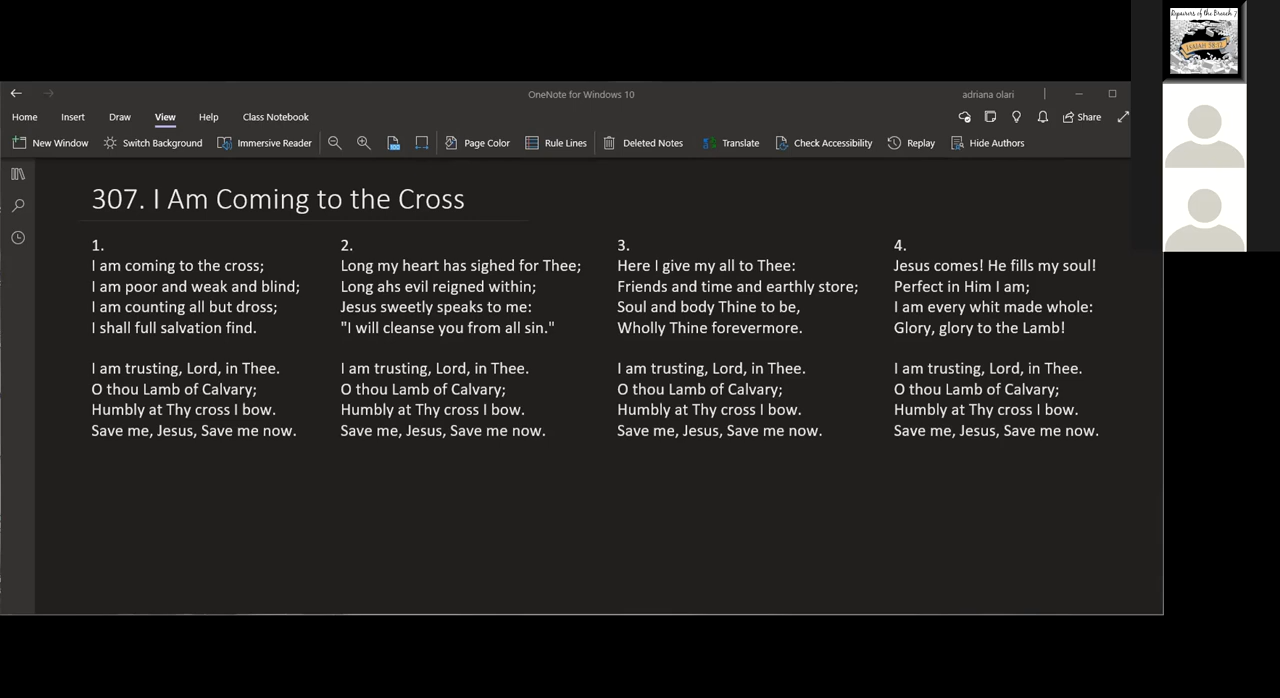 Repairers of the Breach 7
ISAIAH 58:12
OneNote for Windows 10
adriana olari
Home Insert Draw View Help Class Notebook
Share
New Window Switch Background Immersive Reader Page Color Rule Lines Deleted Notes Translate Check Accessibility Replay Hide Authors
307. I Am Coming to the Cross
1.
I am coming to the cross;
I am poor and weak and blind;
I am counting all but dross;
I shall full salvation find.
I am trusting, Lord, in Thee.
O thou Lamb of Calvary;
Humbly at Thy cross I bow.
Save me, Jesus, Save me now.
2.
Long my heart has sighed for Thee;
Long ahs evil reigned within;
Jesus sweetly speaks to me:
"I will cleanse you from all sin."
I am trusting, Lord, in Thee.
O thou Lamb of Calvary;
Humbly at Thy cross I bow.
Save me, Jesus, Save me now.
3.
Here I give my all to Thee:
Friends and time and earthly store;
Soul and body Thine to be,
Wholly Thine forevermore.
I am trusting, Lord, in Thee.
O thou Lamb of Calvary;
Humbly at Thy cross I bow.
Save me, Jesus, Save me now.
4.
Jesus comes! He fills my soul!
Perfect in Him I am;
I am every whit made whole:
Glory, glory to the Lamb!
I am trusting, Lord, in Thee.
O thou Lamb of Calvary;
Humbly at Thy cross I bow.
Save me, Jesus, Save me now.